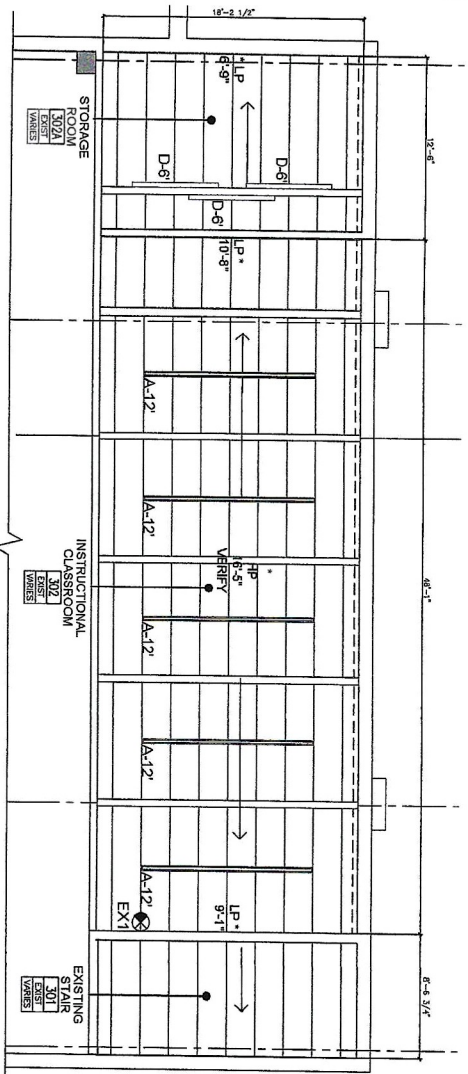 18'-2 1/2"
12'-6"
48'-1"
8'-6 3/4"
* LP
6'-9"
D-6'
D-6'
D-6'
LP *
10'-8"
A-12'
A-12'
A-12'
A-12'
A-12'
*
HP
16'-5"
VERIFY
LP *
9'-1"
EX1
STORAGE
ROOM
302A
EXIST
VARIES
INSTRUCTIONAL
CLASSROOM
302
EXIST
VARIES
EXISTING
STAIR
301
EXIST
VARIES